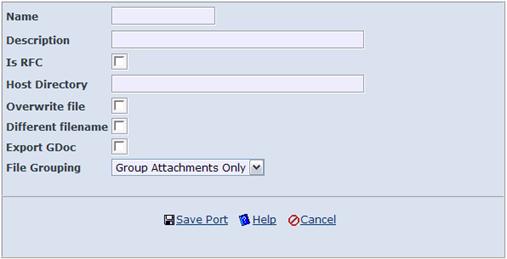 Name
Description
Is RFC
Host Directory
Overwrite file
Different filename
Export GDoc
File Grouping Group Attachments Only
Save Port Help Cancel